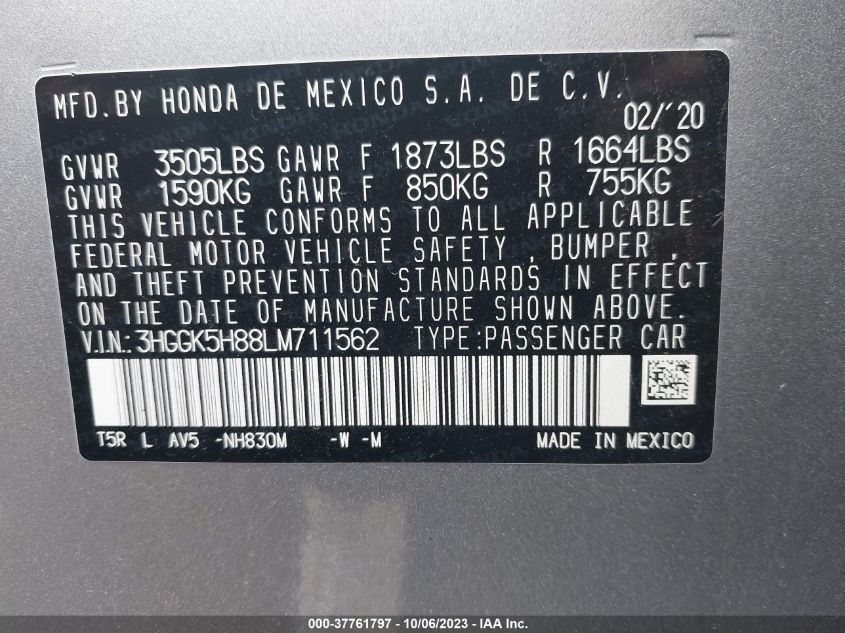 MFD.BY HONDA DE MEXICO S.A. DE C.V.
02/'20
GVWR 3505LBS GAWR F 1873LBS R 1664LBS
GVWR 1590KG GAWR F 850KG R 755KG
THIS VEHICLE CONFORMS TO ALL APPLICABLE
FEDERAL MOTOR VEHICLE SAFETY , BUMPER ,
AND THEFT PREVENTION STANDARDS IN EFFECT
ON THE DATE OF MANUFACTURE SHOWN ABOVE.
V.I.N.: 3HGGK5H88LM711562 TYPE:PASSENGER CAR
T5R L AV5 -NH830M -W -M MADE IN MEXICO
000-37761797 - 10/06/2023 - IAA Inc.